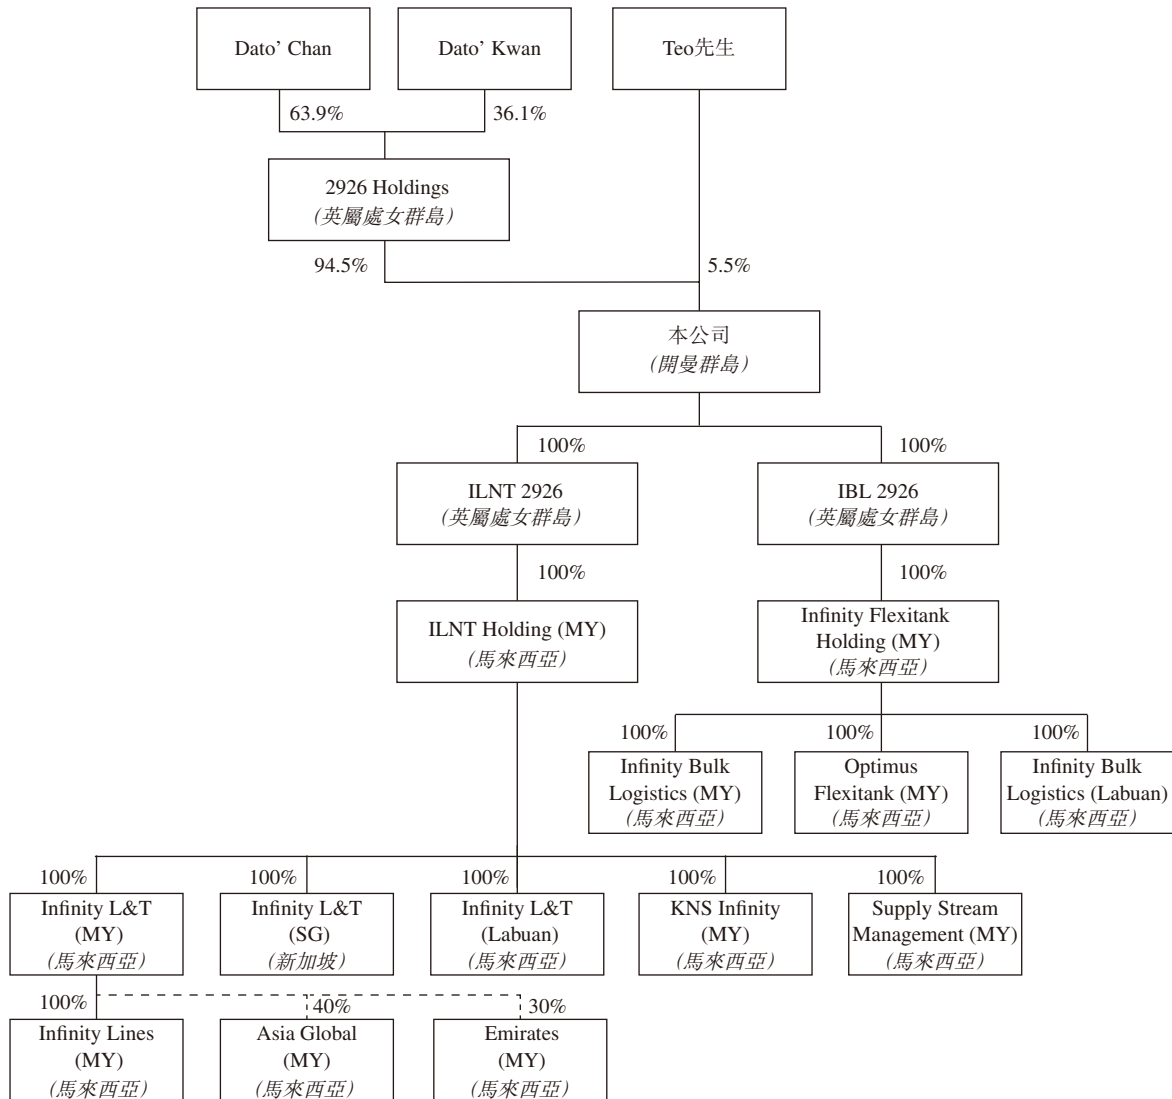 Dato' Chan
Dato' Kwan
Teo先生
63.9%
36.1%
2926 Holdings
(英屬處女群島)
94.5%
5.5%
本公司
(開曼群島)
100%
100%
ILNT 2926
(英屬處女群島)
IBL 2926
(英屬處女群島)
100%
100%
ILNT Holding (MY)
(馬來西亞)
Infinity Flexitank
Holding (MY)
(馬來西亞)
100%
100%
100%
Infinity Bulk
Logistics (MY)
(馬來西亞)
Optimus
Flexitank (MY)
(馬來西亞)
Infinity Bulk
Logistics (Labuan)
(馬來西亞)
100%
100%
100%
100%
100%
Infinity L&T
(MY)
(馬來西亞)
Infinity L&T
(SG)
(新加坡)
Infinity L&T
(Labuan)
(馬來西亞)
KNS Infinity
(MY)
(馬來西亞)
Supply Stream
Management (MY)
(馬來西亞)
100%
40%
30%
Infinity Lines
(MY)
(馬來西亞)
Asia Global
(MY)
(馬來西亞)
Emirates
(MY)
(馬來西亞)